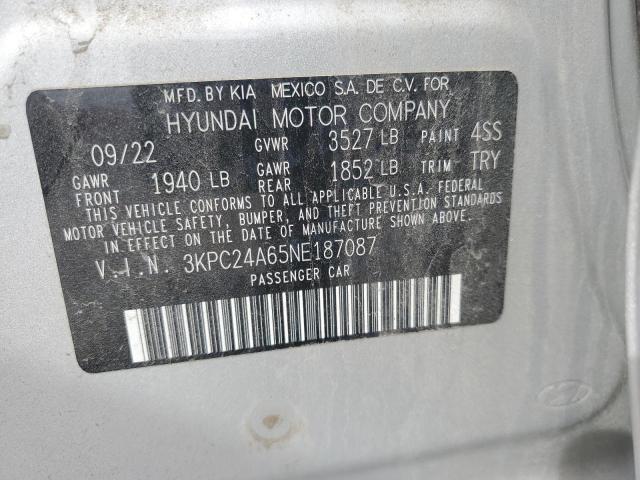 MFD. BY KIA MEXICO S.A. DE C.V. FOR
HYUNDAI MOTOR COMPANY
09/22 GVWR 3527 LB PAINT 4SS
GAWR FRONT 1940 LB GAWR REAR 1852 LB TRIM TRY
THIS VEHICLE CONFORMS TO ALL APPLICABLE U.S.A. FEDERAL
MOTOR VEHICLE SAFETY, BUMPER, AND THEFT PREVENTION STANDARDS
IN EFFECT ON THE DATE OF MANUFACTURE SHOWN ABOVE.
V.I.N. 3KPC24A65NE187087
PASSENGER CAR